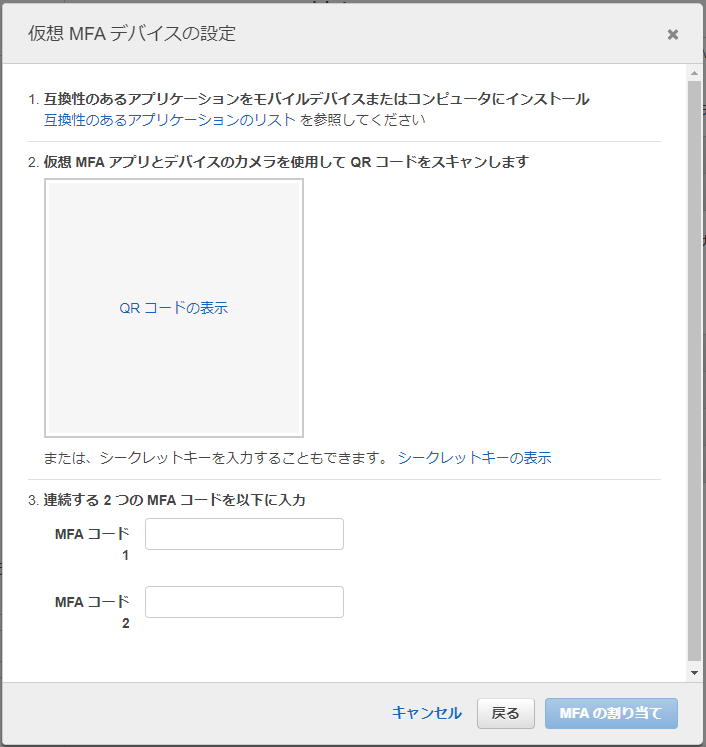 仮想 MFA デバイスの設定
1. 互換性のあるアプリケーションをモバイルデバイスまたはコンピュータにインストール
互換性のあるアプリケーションのリスト を参照してください
2. 仮想 MFA アプリとデバイスのカメラを使用して QR コードをスキャンします
QR コードの表示
または、シークレットキーを入力することもできます。 シークレットキーの表示
3. 連続する 2 つの MFA コードを以下に入力
MFA コード
1
MFA コード
2
キャンセル 戻る MFA の割り当て